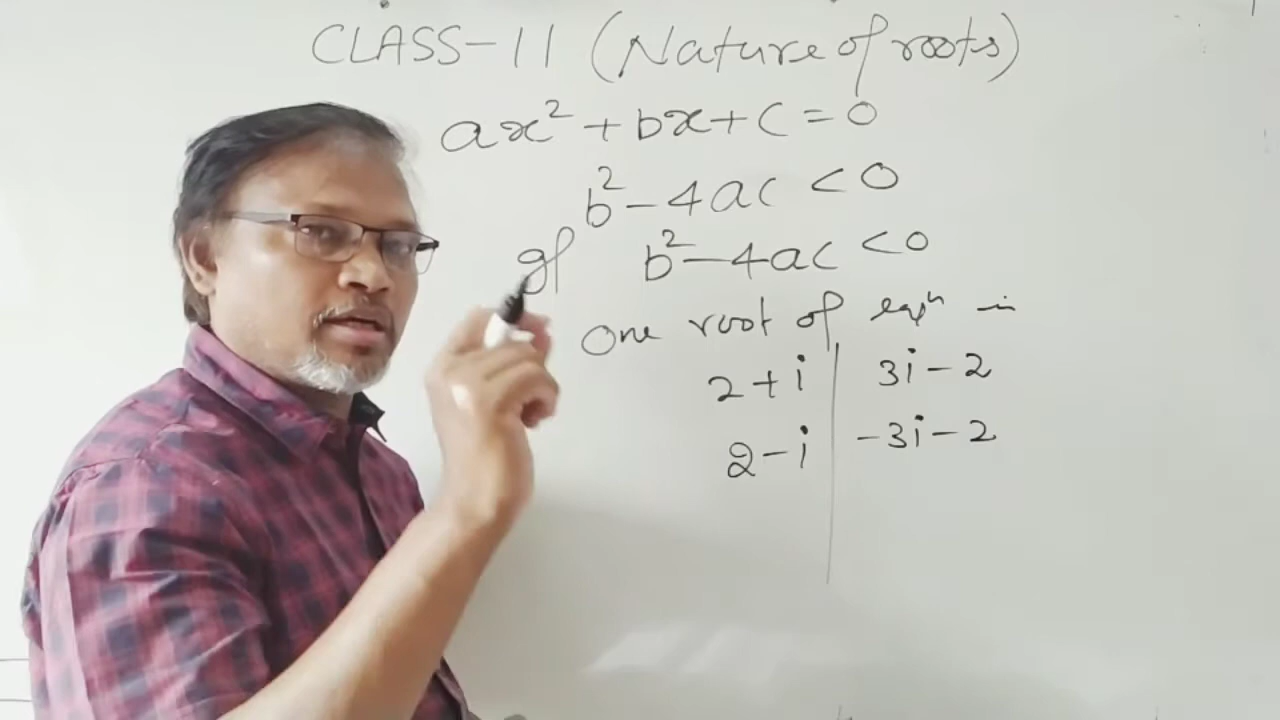 CLASS-11 (Nature of roots)
ax² + bx + c = 0
b² - 4ac < 0
If b² - 4ac < 0
One root of eqⁿ is
2 + i | 3i - 2
2 - i | -3i - 2